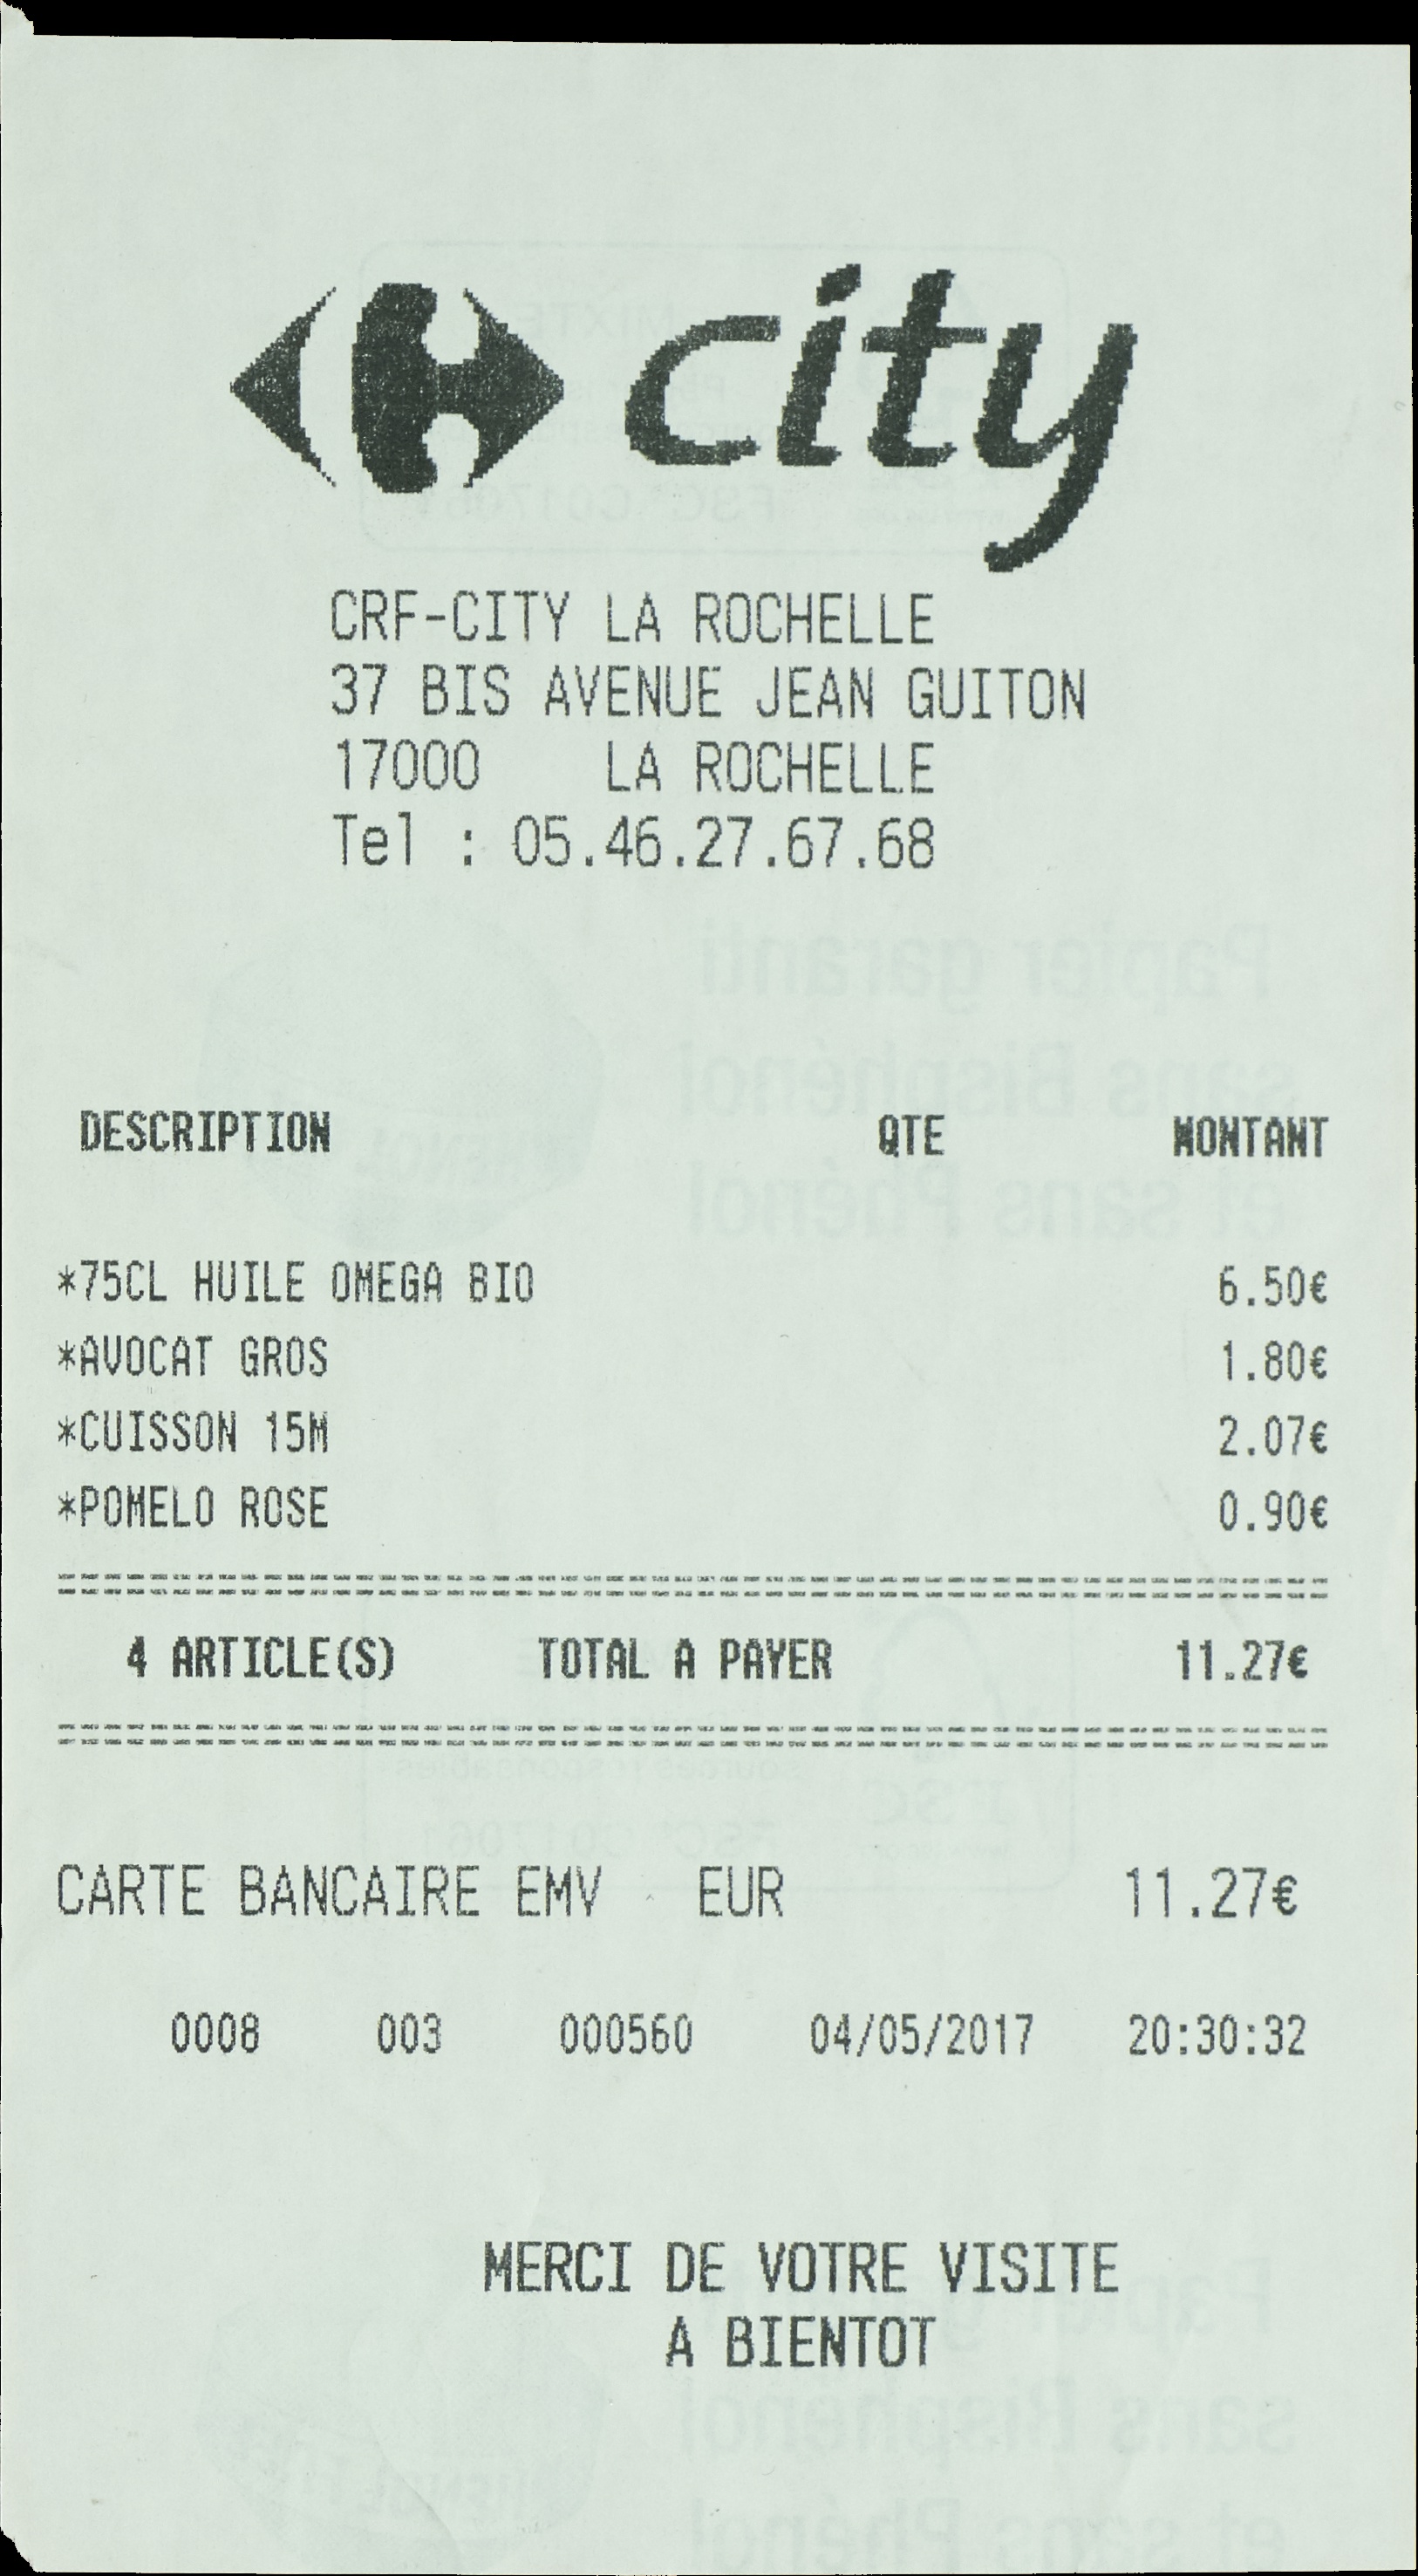 city
CRF-CITY LA ROCHELLE
37 BIS AVENUE JEAN GUITON
17000 LA ROCHELLE
Tel : 05.46.27.67.68
DESCRIPTION QTE MONTANT
*75CL HUILE OMEGA BIO 6.50€
*AVOCAT GROS 1.80€
*CUISSON 15M 2.07€
*POMELO ROSE 0.90€
4 ARTICLE(S) TOTAL A PAYER 11.27€
CARTE BANCAIRE EMV EUR 11.27€
0008 003 000560 04/05/2017 20:30:32
MERCI DE VOTRE VISITE
A BIENTOT